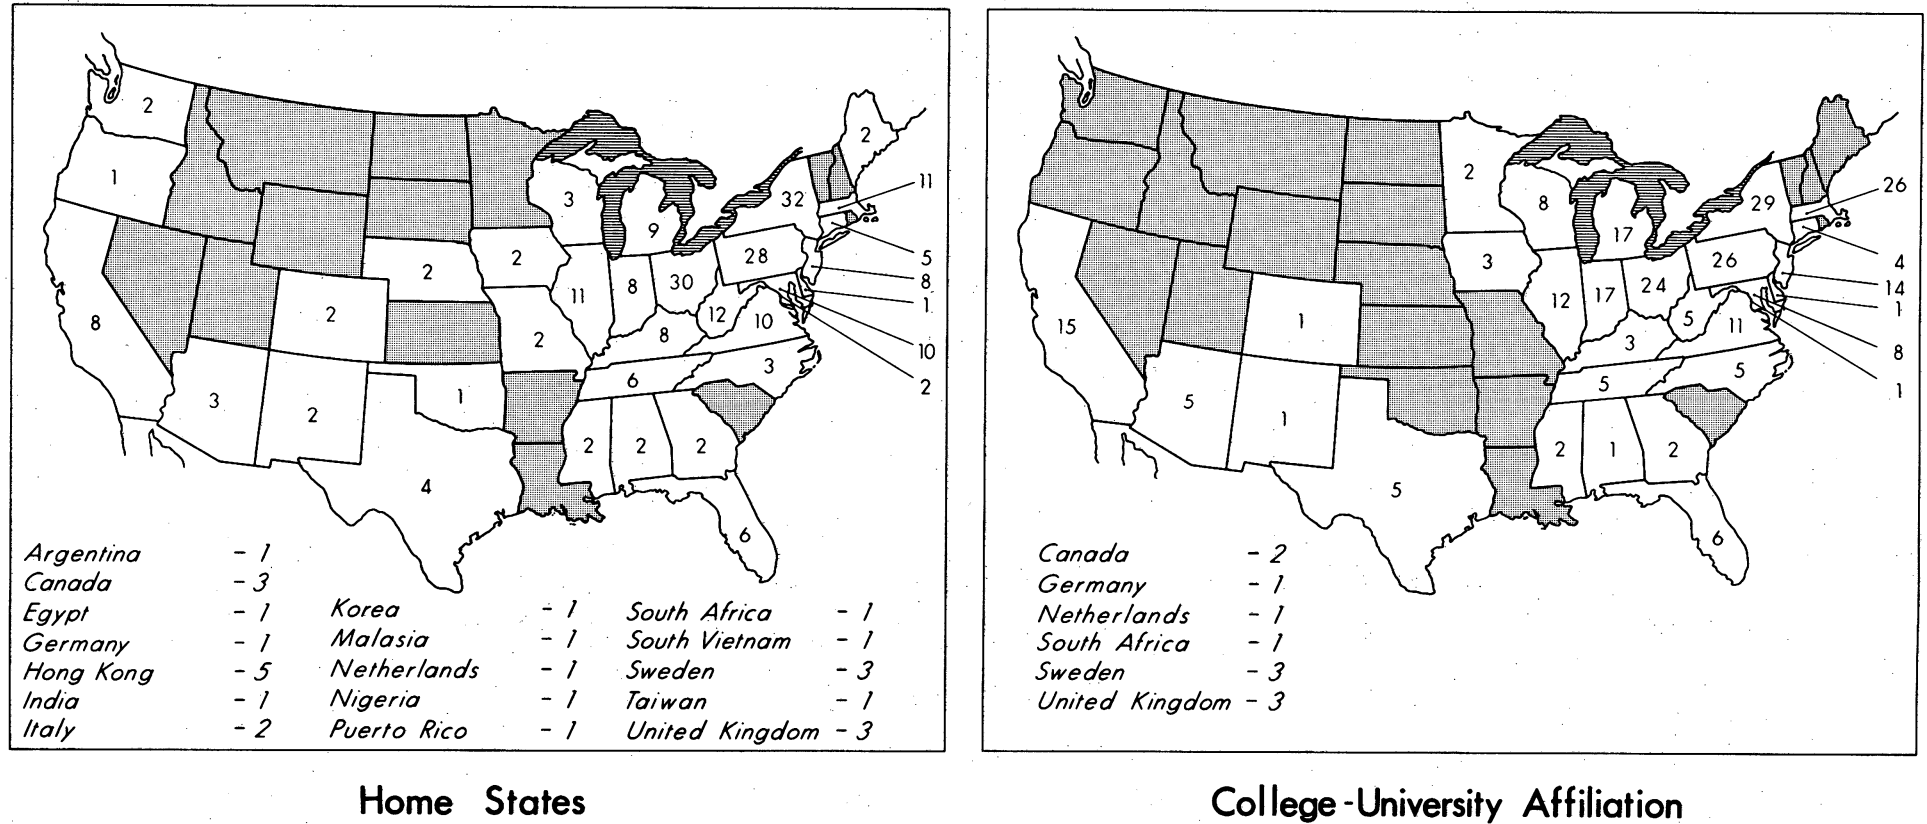 2
1
8
3
2
2
2
2
2
1
4
3
9
11
8
30
8
6
12
10
3
28
32
2
2
2
2
6
11
5
8
1
10
2
Argentina - 1
Canada - 3
Egypt - 1
Germany - 1
Hong Kong - 5
India - 1
Italy - 2
Korea - 1
Malasia - 1
Netherlands - 1
Nigeria - 1
Puerto Rico - 1
South Africa - 1
South Vietnam - 1
Sweden - 3
Taiwan - 1
United Kingdom - 3
Home States
15
5
1
1
5
2
3
8
17
12
17
24
3
5
5
11
5
26
29
2
1
2
6
26
4
14
1
8
1
Canada - 2
Germany - 1
Netherlands - 1
South Africa - 1
Sweden - 3
United Kingdom - 3
College-University Affiliation